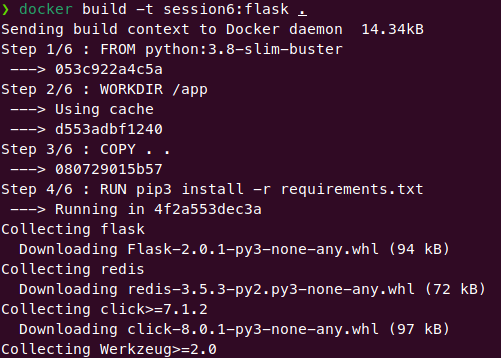 ❯ docker build -t session6:flask .
Sending build context to Docker daemon  14.34kB
Step 1/6 : FROM python:3.8-slim-buster
 ---> 053c922a4c5a
Step 2/6 : WORKDIR /app
 ---> Using cache
 ---> d553adbf1240
Step 3/6 : COPY . .
 ---> 080729015b57
Step 4/6 : RUN pip3 install -r requirements.txt
 ---> Running in 4f2a553dec3a
Collecting flask
  Downloading Flask-2.0.1-py3-none-any.whl (94 kB)
Collecting redis
  Downloading redis-3.5.3-py2.py3-none-any.whl (72 kB)
Collecting click>=7.1.2
  Downloading click-8.0.1-py3-none-any.whl (97 kB)
Collecting Werkzeug>=2.0